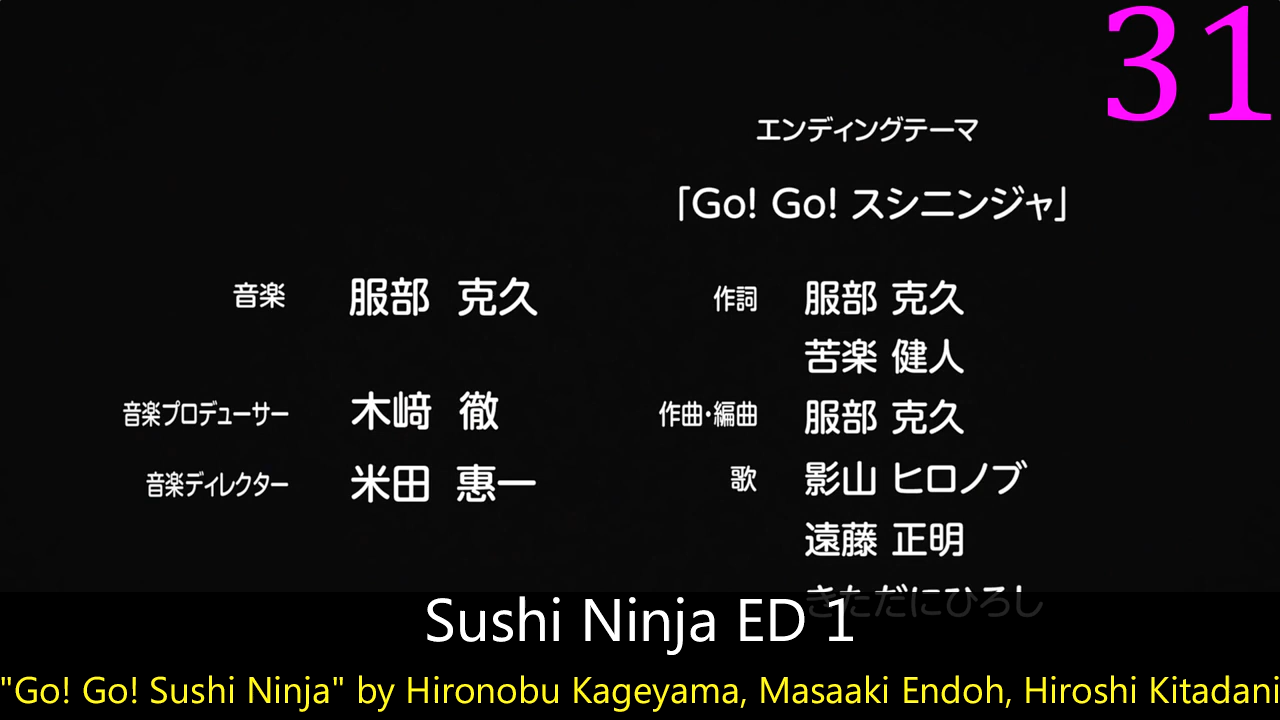 31
エンディングテーマ
「Go! Go! スシニンジャ」
音楽 服部 克久
作詞 服部 克久
苦楽 健人
音楽プロデューサー 木﨑 徹
作曲・編曲 服部 克久
音楽ディレクター 米田 惠一
歌 影山 ヒロノブ
遠藤 正明
きただにひろし
Sushi Ninja ED 1
"Go! Go! Sushi Ninja" by Hironobu Kageyama, Masaaki Endoh, Hiroshi Kitadani